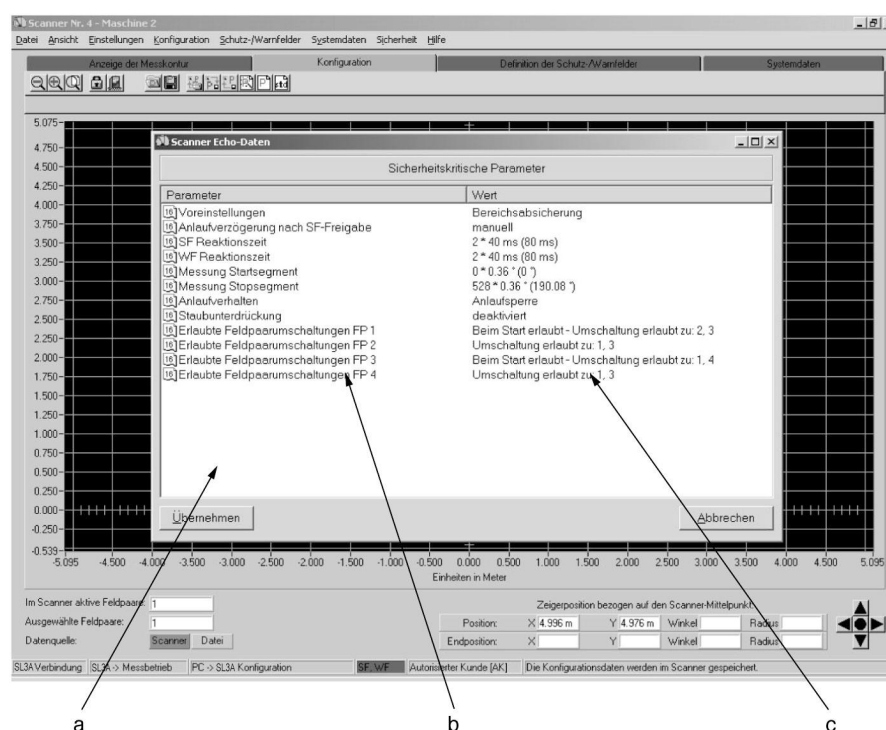 Scanner Nr. 4 - Maschine 2
Datei Ansicht Einstellungen Konfiguration Schutz-/Warnfelder Systemdaten Sicherheit Hilfe
Anzeige der Messkontur Konfiguration Definition der Schutz-/Warnfelder Systemdaten
std
5.075
4.750
4.500
4.250
4.000
3.750
3.500
3.250
3.000
2.750
2.500
2.250
2.000
1.750
1.500
1.250
1.000
0.750
0.500
0.250
0.000
-0.250
-0.539
Scanner Echo-Daten
Sicherheitskritische Parameter
Parameter Wert
Voreinstellungen Bereichsabsicherung
Anlaufverzögerung nach SF-Freigabe manuell
SF Reaktionszeit 2 * 40 ms (80 ms)
WF Reaktionszeit 2 * 40 ms (80 ms)
Messung Startsegment 0 * 0.36 ° (0 °)
Messung Stopsegment 528 * 0.36 ° (190.08 °)
Anlaufverhalten Anlaufsperre
Staubunterdrückung deaktiviert
Erlaubte Feldpaarumschaltungen FP 1 Beim Start erlaubt - Umschaltung erlaubt zu: 2, 3
Erlaubte Feldpaarumschaltungen FP 2 Umschaltung erlaubt zu: 1, 3
Erlaubte Feldpaarumschaltungen FP 3 Beim Start erlaubt - Umschaltung erlaubt zu: 1, 4
Erlaubte Feldpaarumschaltungen FP 4 Umschaltung erlaubt zu: 1, 3
Übernehmen Abbrechen
-5.095 -4.500 -4.000 -3.500 -3.000 -2.500 -2.000 -1.500 -1.000 -0.500 0.000 0.500 1.000 1.500 2.000 2.500 3.000 3.500 4.000 4.500 5.095
Einheiten in Meter
Im Scanner aktive Feldpaare: 1
Zeigerposition bezogen auf den Scanner-Mittelpunkt:
Ausgewählte Feldpaare: 1
Position: X 4.996 m Y 4.976 m Winkel Radius
Datenquelle: Scanner Datei
Endposition: X Y Winkel Radius
SL3A Verbindung SL3A -> Messbetrieb PC -> SL3A Konfiguration SF, WF Autorisierter Kunde [AK] Die Konfigurationsdaten werden im Scanner gespeichert.
a b c